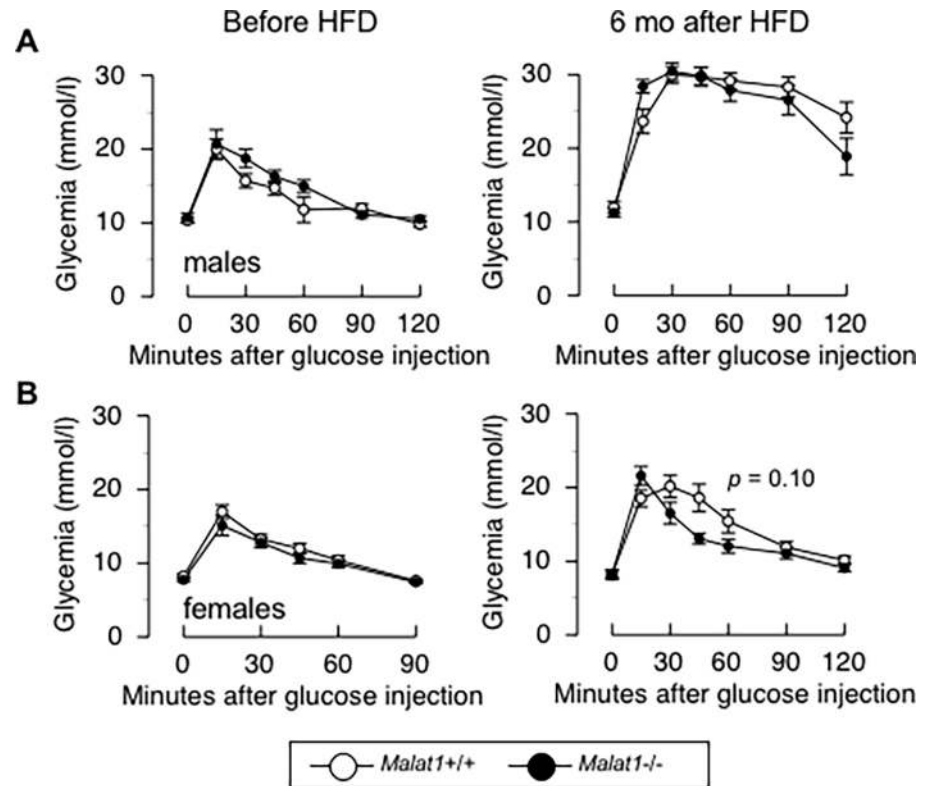 Before HFD
6 mo after HFD
A
30
20
10
0
Glycemia (mmol/l)
males
0 30 60 90 120
Minutes after glucose injection
30
20
10
0
Glycemia (mmol/l)
0 30 60 90 120
Minutes after glucose injection
B
30
20
10
0
Glycemia (mmol/l)
females
0 30 60 90
Minutes after glucose injection
30
20
10
0
Glycemia (mmol/l)
p = 0.10
0 30 60 90 120
Minutes after glucose injection
Malat1+/+ Malat1-/-